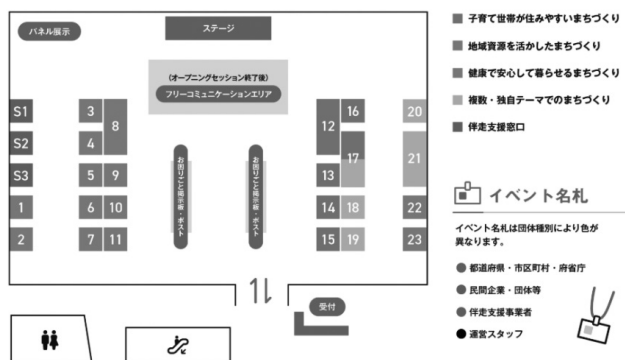 パネル展示
ステージ
(オープニングセッション終了後)
フリーコミュニケーションエリア
S1
S2
S3
1
2
3
4
5
6
7
8
9
10
11
お困りごと掲示板・ポスト
お困りごと掲示板・ポスト
12
13
14
15
16
17
18
19
20
21
22
23
受付
子育て世帯が住みやすいまちづくり
地域資源を活かしたまちづくり
健康で安心して暮らせるまちづくり
複数・独自テーマでのまちづくり
伴走支援窓口
イベント名札
イベント名札は団体種別により色が
異なります。
都道府県・市区町村・府省庁
民間企業・団体等
伴走支援事業者
運営スタッフ